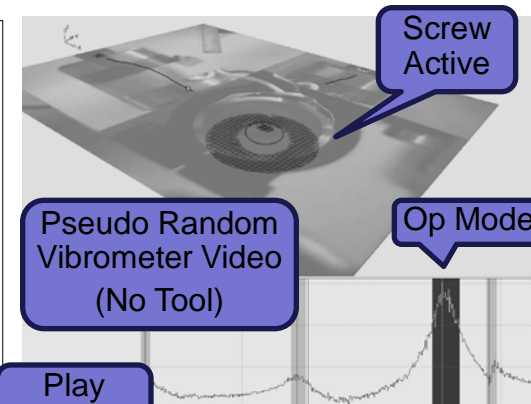 Screw
Active
Pseudo Random
Vibrometer Video
(No Tool)
Op Mode
Play